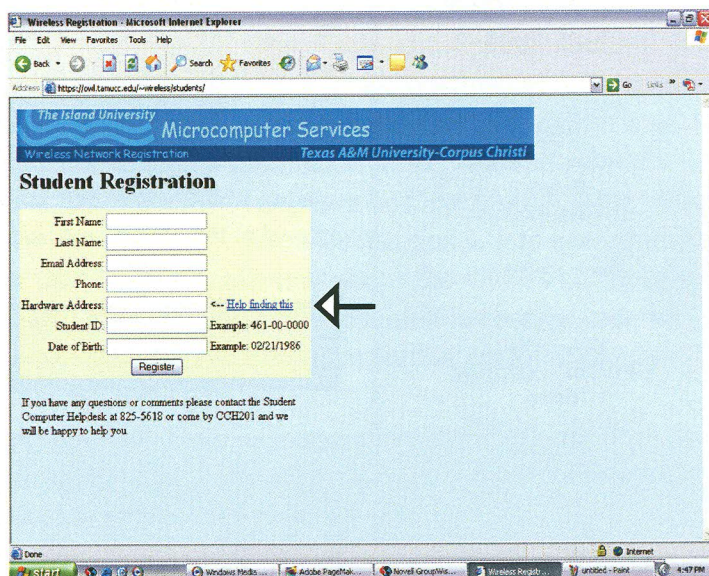 Wireless Registration - Microsoft Internet Explorer
File Edit View Favorites Tools Help
Back Search Favorites
Address https://owl.tamucc.edu/~wireless/students/ Go Links »
The Island University
Microcomputer Services
Wireless Network Registration Texas A&M University-Corpus Christi
Student Registration
First Name:
Last Name:
Email Address:
Phone:
Hardware Address: <-- Help finding this
Student ID: Example: 461-00-0000
Date of Birth: Example: 02/21/1986
Register
If you have any questions or comments please contact the Student
Computer Helpdesk at 825-5618 or come by CCH201 and we
will be happy to help you.
Done Internet
start Windows Media ... Adobe PageMak... Novell GroupWis... Wireless Registr... untitled - Paint 4:47 PM